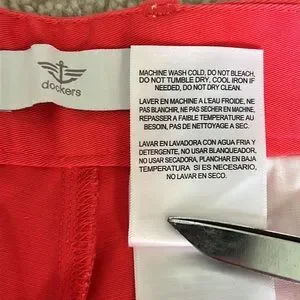 dockers
MACHINE WASH COLD, DO NOT BLEACH,
DO NOT TUMBLE DRY, COOL IRON IF
NEEDED, DO NOT DRY CLEAN.
LAVER EN MACHINE A L'EAU FROIDE, NE
PAS BLANCHIR, NE PAS SECHER EN MACHINE,
REPASSER A FAIBLE TEMPERATURE AU
BESOIN, PAS DE NETTOYAGE A SEC.
LAVAR EN LAVADORA CON AGUA FRIA Y
DETERGENTE, NO USAR BLANQUEADOR,
NO USAR SECADORA, PLANCHAR EN BAJA
TEMPERATURA SI ES NECESARIO,
NO LAVAR EN SECO.